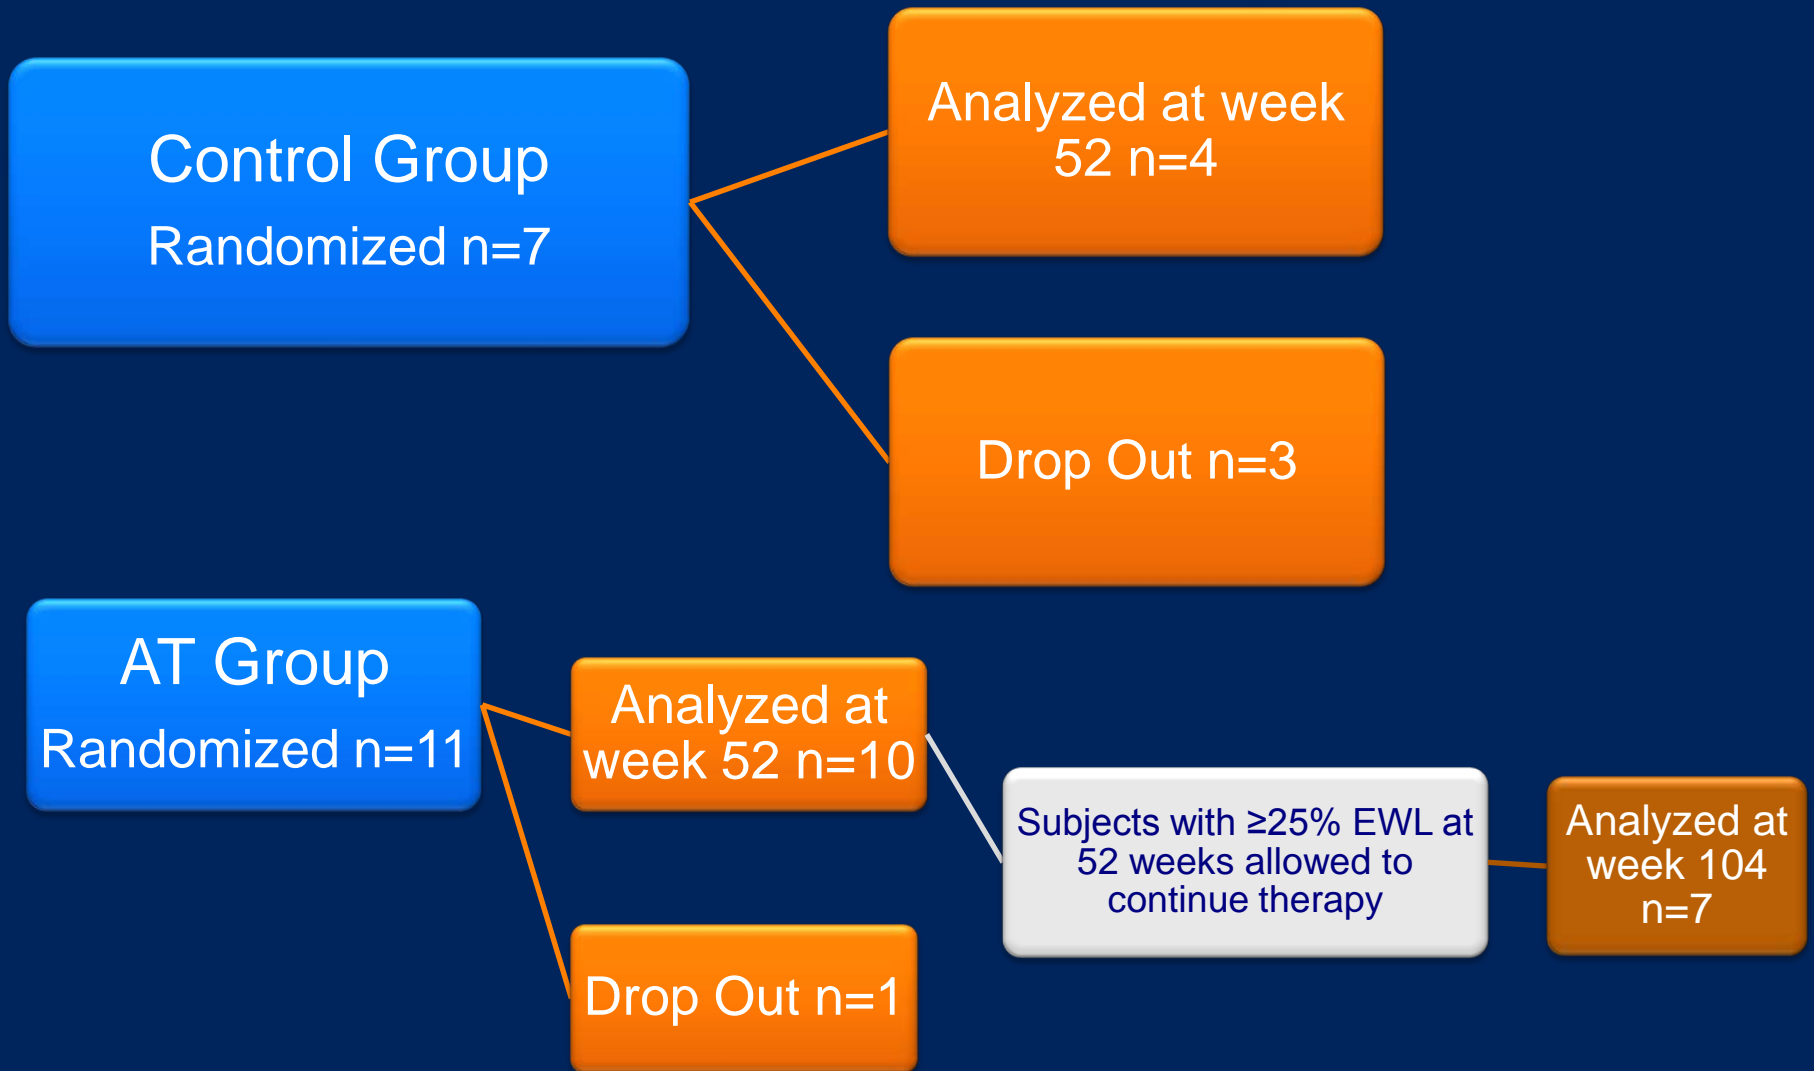 Control Group
Randomized n=7
Analyzed at week
52 n=4
Drop Out n=3
AT Group
Randomized n=11
Analyzed at
week 52 n=10
Drop Out n=1
Subjects with ≥25% EWL at
52 weeks allowed to
continue therapy
Analyzed at
week 104
n=7